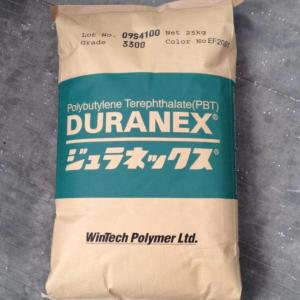 Lot No. 09S4100 Net 25kg
Grade 3300 Color No EF2001
Polybutylene Terephthalate(PBT)
DURANEX®
ジュラネックス®
WinTech Polymer Ltd.